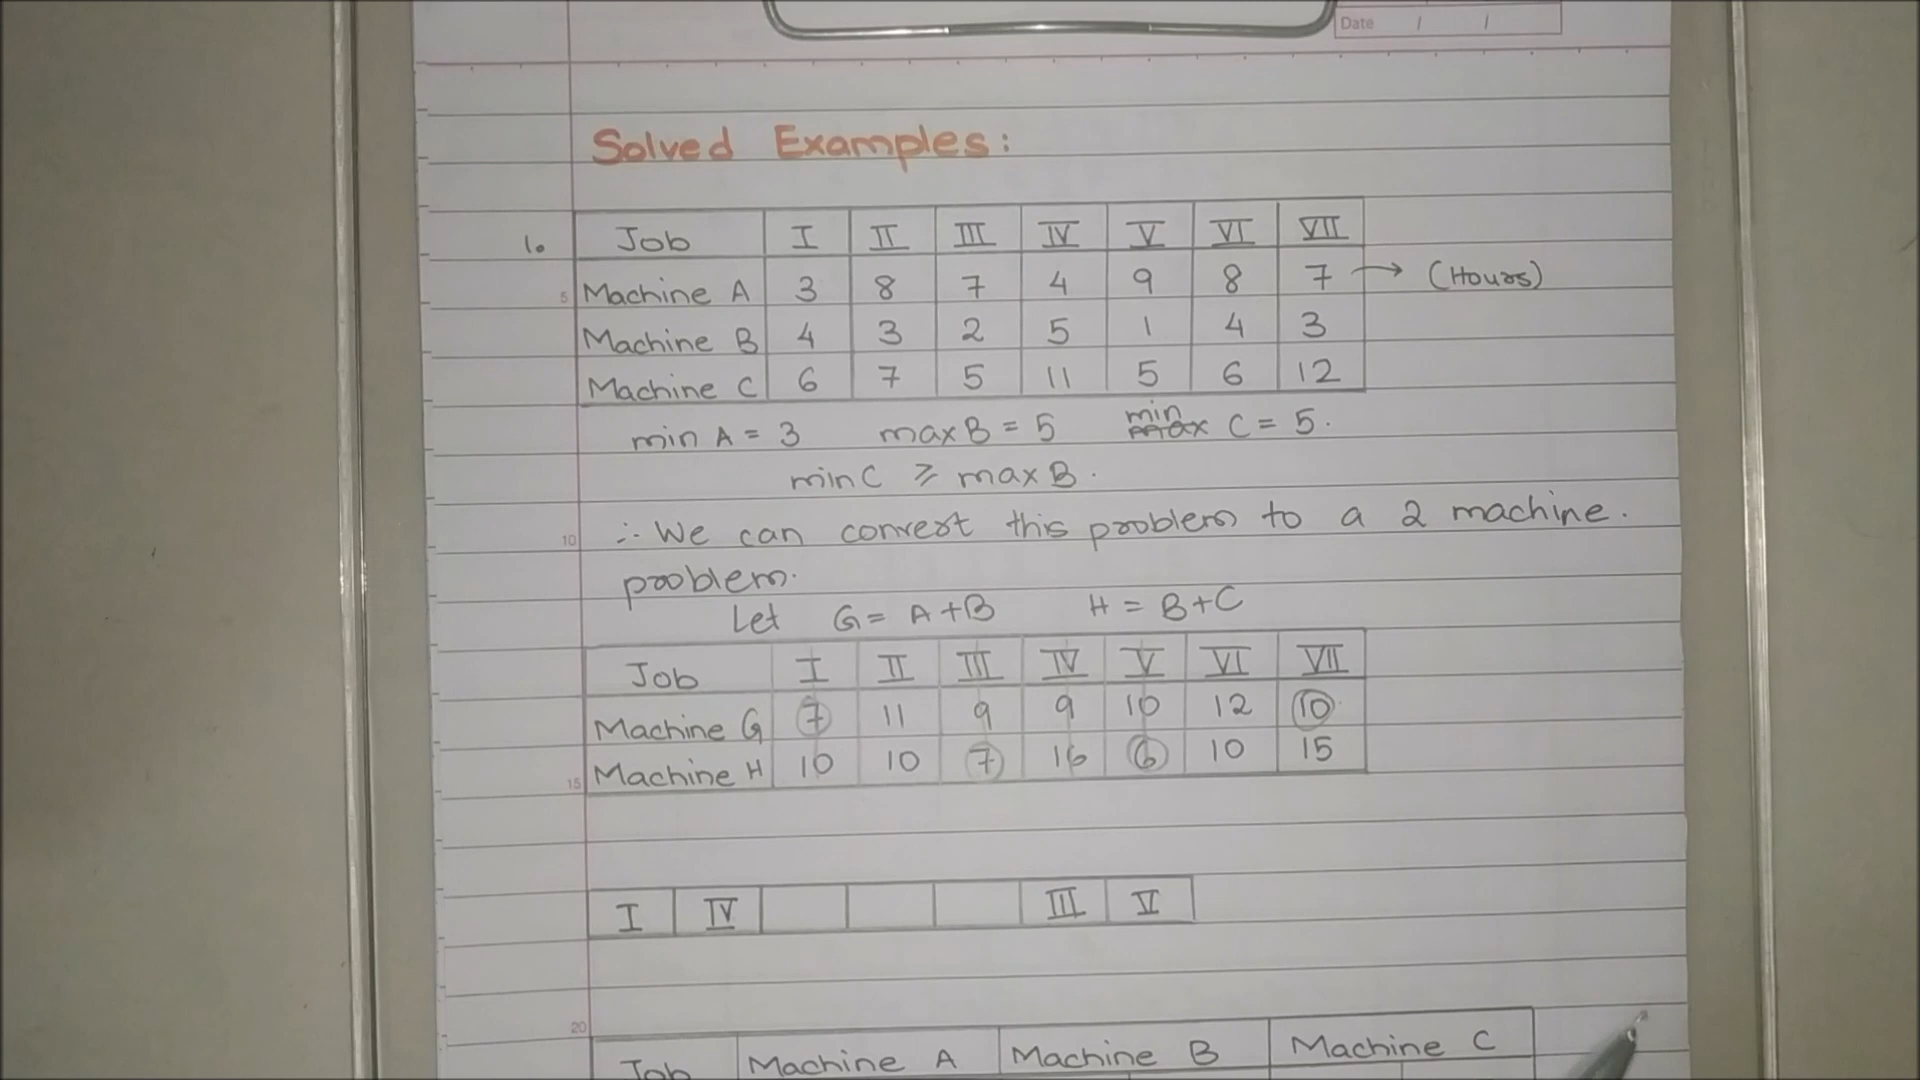 Date / /
Solved Examples:
1. Job I II III IV V VI VII
5 Machine A 3 8 7 4 9 8 7 → (Hours)
Machine B 4 3 2 5 1 4 3
Machine C 6 7 5 11 5 6 12
min A = 3 max B = 5 min C = 5.
min C ≥ max B.
10 ∴ We can convert this problem to a 2 machine.
problem.
Let G = A+B H = B+C
Job I II III IV V VI VII
Machine G 7 11 9 9 10 12 10
15 Machine H 10 10 7 16 6 10 15
I IV III V
20
Job Machine A Machine B Machine C